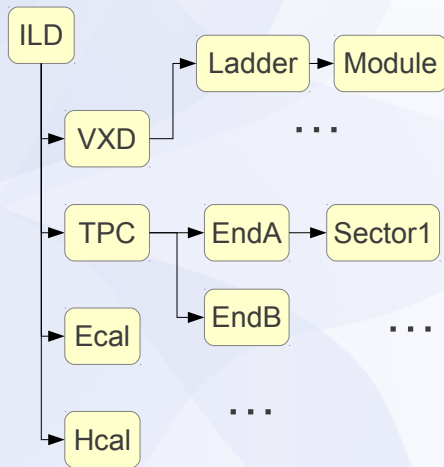 ILD
Ladder
Module
...
VXD
TPC
EndA
Sector1
EndB
...
Ecal
...
Hcal